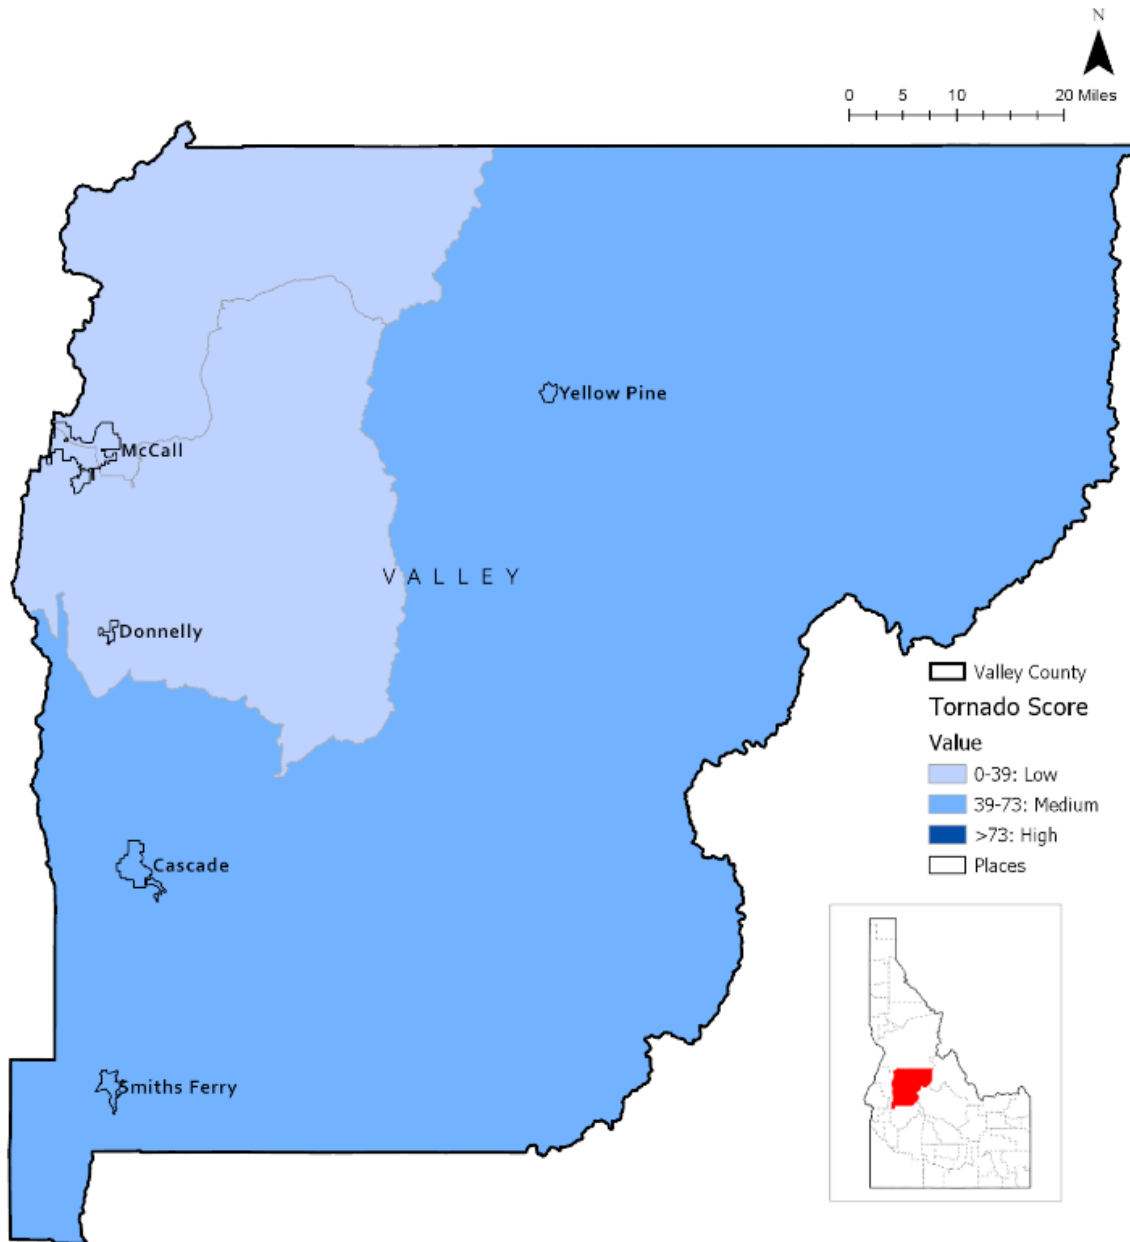 N
0 5 10 20 Miles
Yellow Pine
McCall
VALLEY
Donnelly
Valley County
Tornado Score
Value
0-39: Low
39-73: Medium
>73: High
Places
Cascade
Smiths Ferry